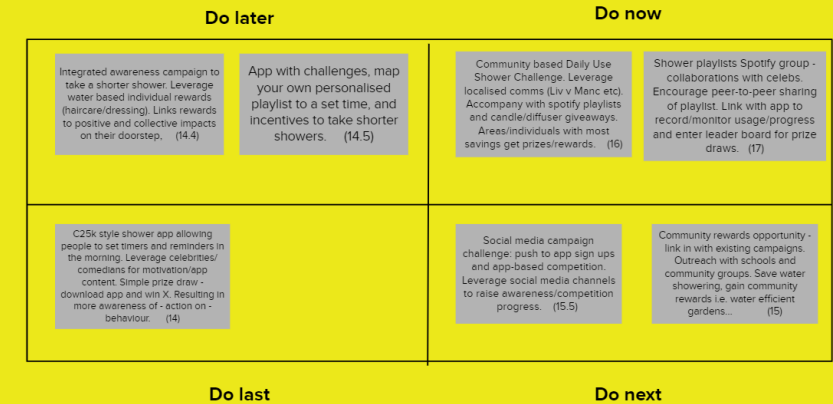 Do later
Do now
Integrated awareness campaign to
take a shorter shower. Leverage
water based individual rewards
(haircare/dressing). Links rewards
to positive and collective impacts
on their doorstep, (14.4)
App with challenges, map
your own personalised
playlist to a set time, and
incentives to take shorter
showers. (14.5)
Community based Daily Use
Shower Challenge. Leverage
localised comms (Liv v Manc etc).
Accompany with spotify playlists
and candle/diffuser giveaways.
Areas/individuals with most
savings get prizes/rewards. (16)
Shower playlists Spotify group -
collaborations with celebs.
Encourage peer-to-peer sharing
of playlist. Link with app to
record/monitor usage/progress
and enter leader board for prize
draws. (17)
C25k style shower app allowing
people to set timers and reminders in
the morning. Leverage celebrities/
comedians for motivation/app
content. Simple prize draw -
download app and win X. Resulting in
more awareness of - action on -
behaviour. (14)
Social media campaign
challenge: push to app sign ups
and app-based competition.
Leverage social media channels
to raise awareness/competition
progress. (15.5)
Community rewards opportunity -
link in with existing campaigns.
Outreach with schools and
community groups. Save water
showering, gain community
rewards i.e. water efficient
gardens... (15)
Do last
Do next